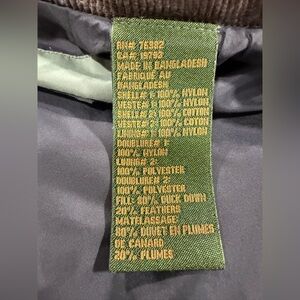 RN# 76392
CA# 19793
MADE IN BANGLADESH
FABRIQUE AU
BANGLADESH
SHELL# 1: 100% NYLON
VESTE# 1: 100% NYLON
SHELL# 2: 100% COTTON
VESTE# 2: 100% COTTON
LINING# 1: 100% NYLON
DOUBLURE# 1:
100% NYLON
LINING# 2:
100% POLYESTER
DOUBLURE# 2:
100% POLYESTER
FILL: 80% DUCK DOWN
20% FEATHERS
MATELASSAGE:
80% DUVET EN PLUMES
DE CANARD
20% PLUMES